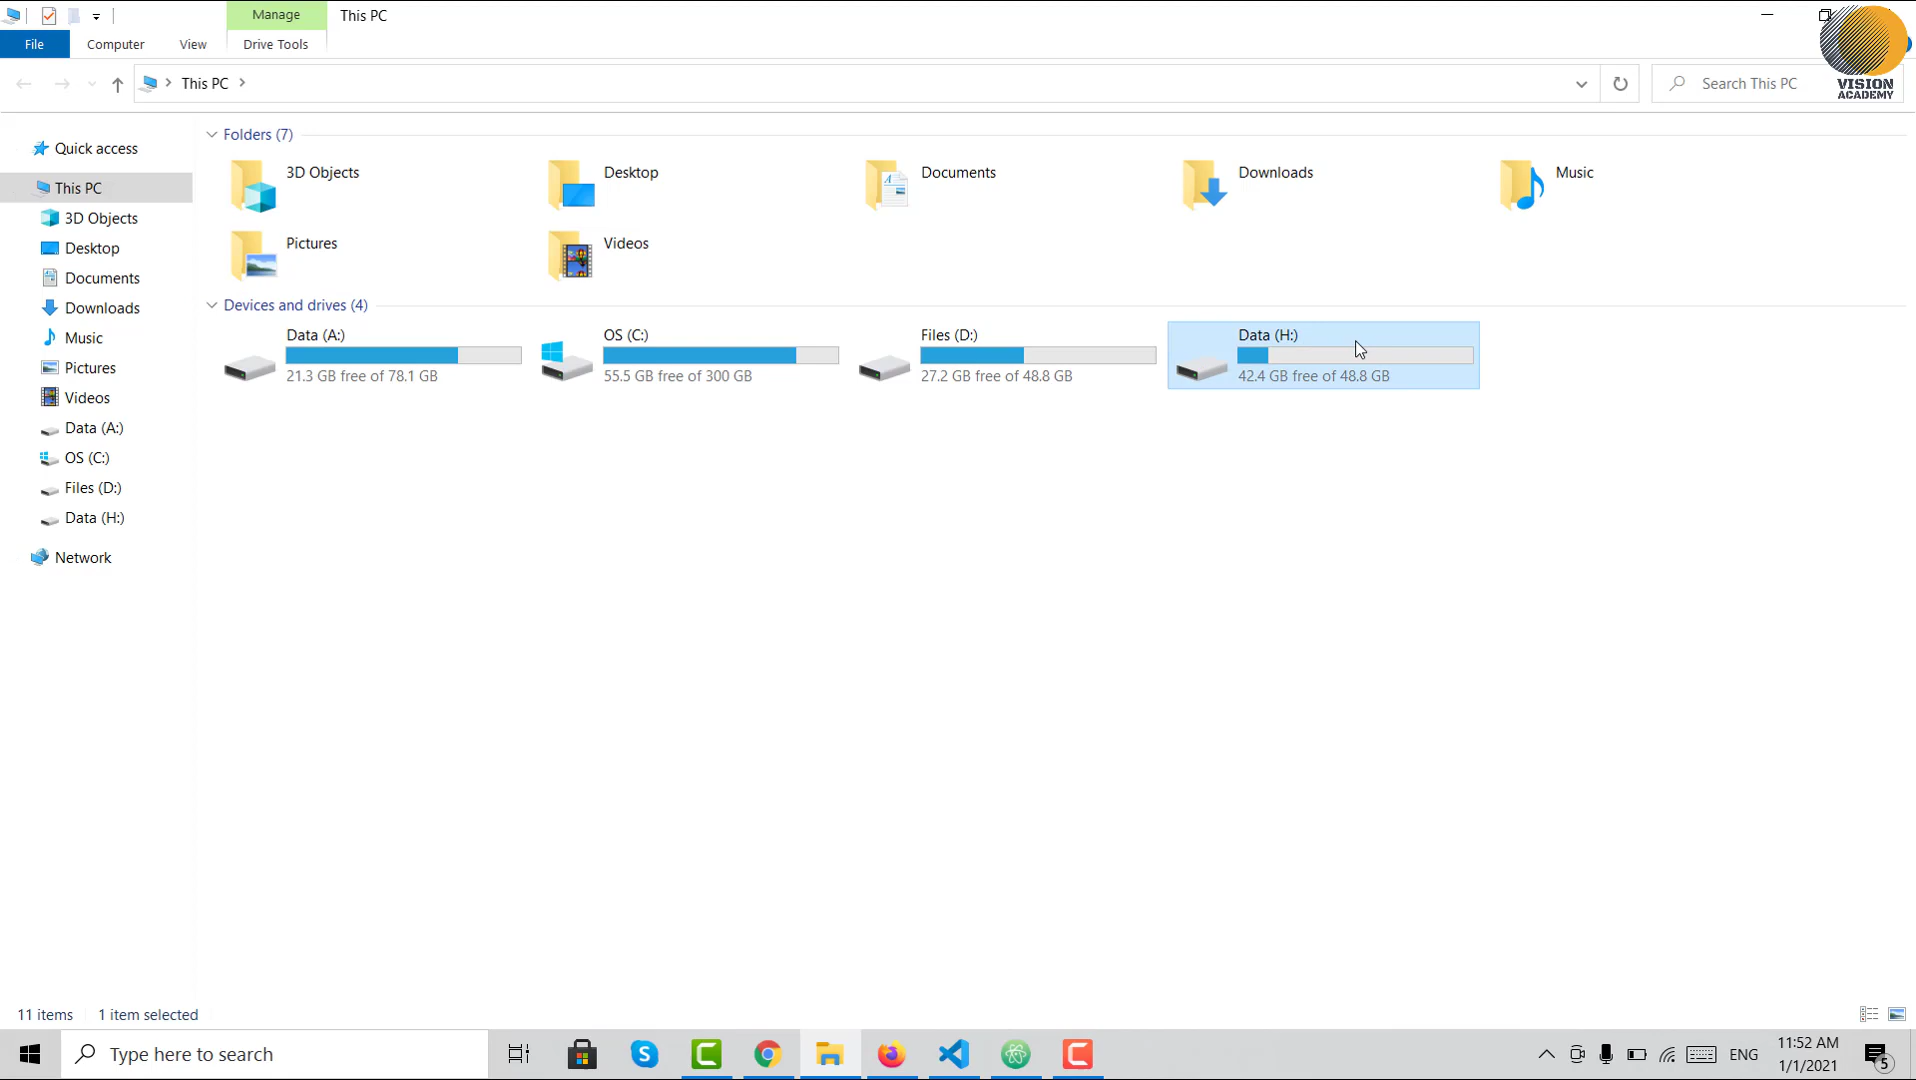 Manage
This PC
File
Computer
View
Drive Tools
This PC
Search This PC
VISION
ACADEMY
Quick access
This PC
3D Objects
Desktop
Documents
Downloads
Music
Pictures
Videos
Data (A:)
OS (C:)
Files (D:)
Data (H:)
Network
Folders (7)
3D Objects
Desktop
Documents
Downloads
Music
Pictures
Videos
Devices and drives (4)
Data (A:)
21.3 GB free of 78.1 GB
OS (C:)
55.5 GB free of 300 GB
Files (D:)
27.2 GB free of 48.8 GB
Data (H:)
42.4 GB free of 48.8 GB
11 items
1 item selected
Type here to search
ENG
11:52 AM
1/1/2021
5